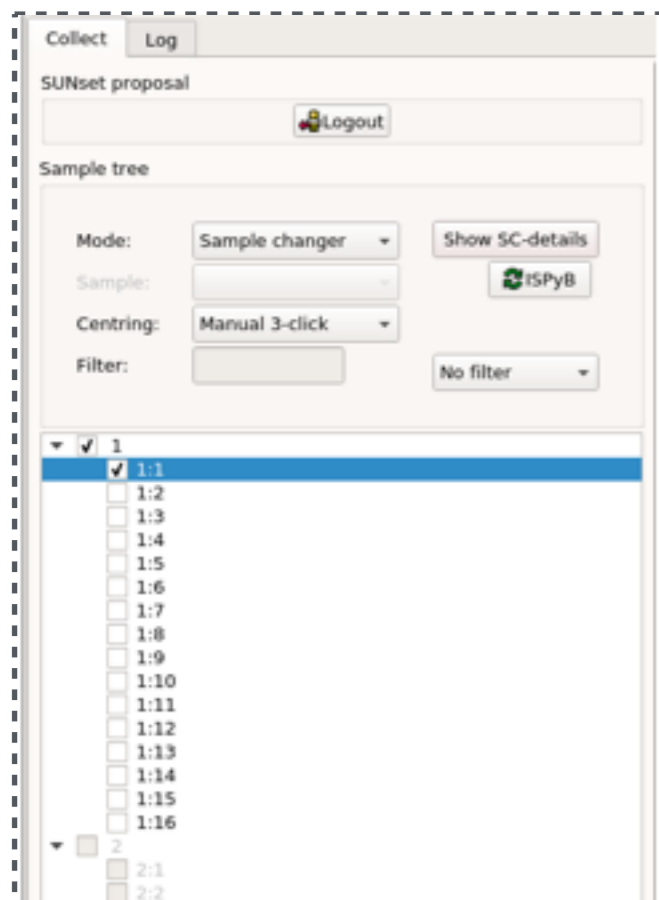 Collect Log
SUNset proposal
Logout
Sample tree
Mode: Sample changer Show SC-details
Sample: ISPyB
Centring: Manual 3-click
Filter: No filter
1
1:1
1:2
1:3
1:4
1:5
1:6
1:7
1:8
1:9
1:10
1:11
1:12
1:13
1:14
1:15
1:16
2
2:1
2:2